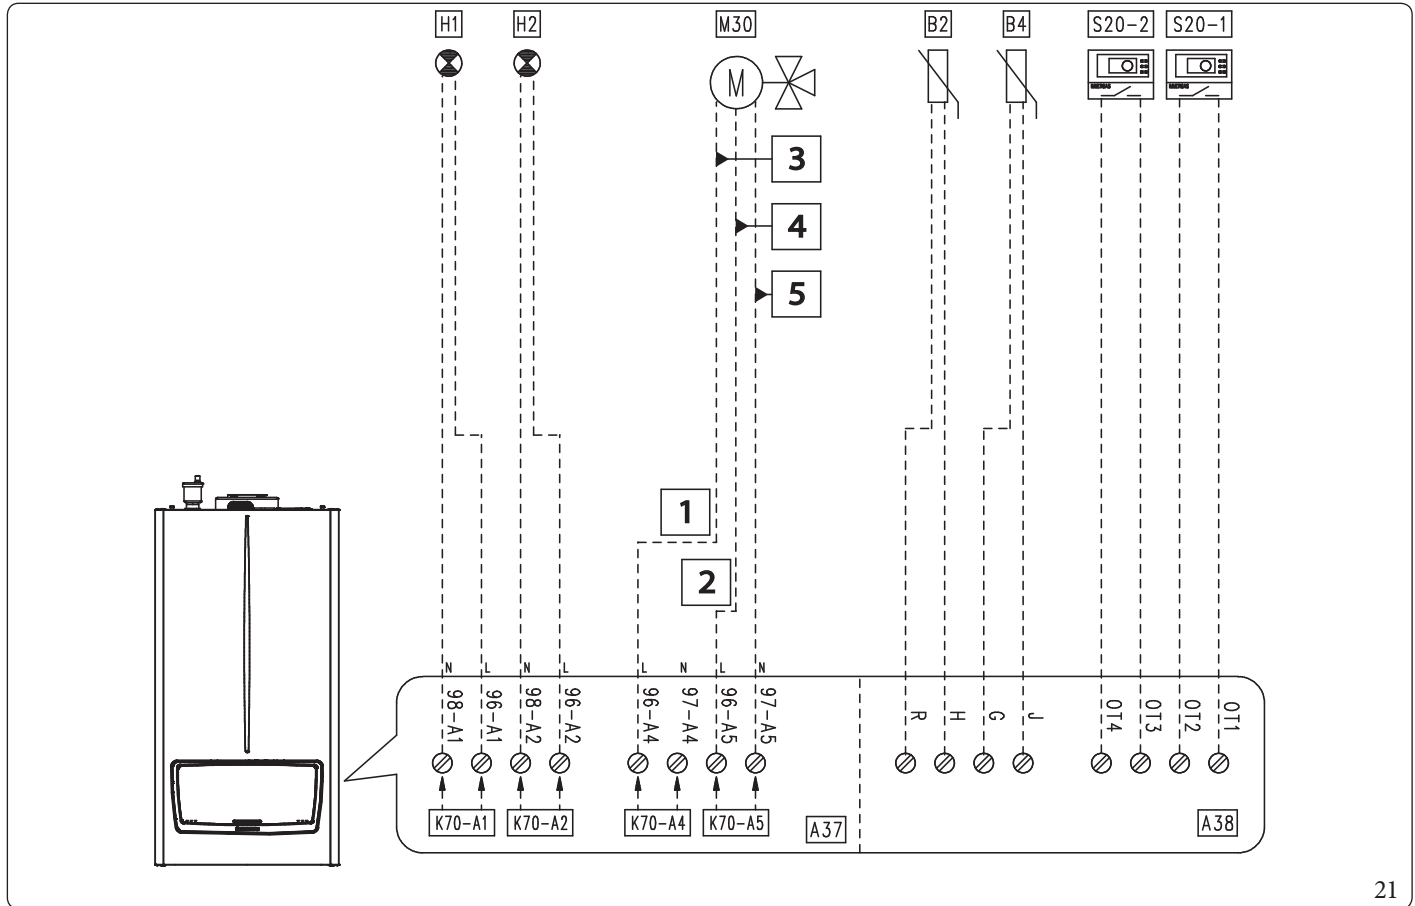 H1 H2 M30 B2 B4 S20-2 S20-1
M
IMMERGAS IMMERGAS
3
4
5
1
2
N L N L L N L N
98-A1 96-A1 98-A2 96-A2 96-A4 97-A4 96-A5 97-A5 R H G J OT4 OT3 OT2 OT1
K70-A1 K70-A2 K70-A4 K70-A5 A37 A38
21